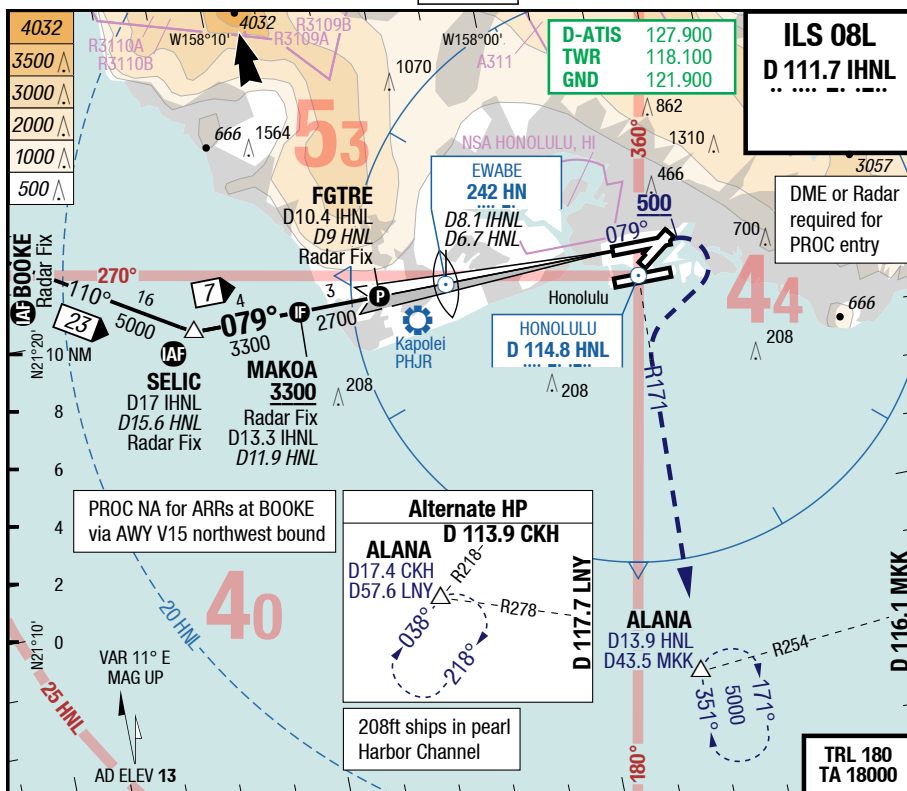 4032
3500
3000
2000
1000
500
R3110A
R3110B
W158°10'
4032
R3109B
R3109A
1070
W158°00'
A311
D-ATIS 127.900
TWR 118.100
GND 121.900
ILS 08L
D 111.7 IHNL
862
1310
360°
3057
666
1564
53
NSA HONOLULU, HI
466
DME or Radar
required for
PROC entry
FGTRE
D10.4 IHNL
D9 HNL
Radar Fix
EWABE
242 HN
D8.1 IHNL
D6.7 HNL
500
079°
700
IAF BOOKE
Radar Fix
270°
110°
16
5000
23
7
4
079°
3300
IF
3
2700
P
Honolulu
44
666
208
10 NM
N21°20'
IAF
SELIC
D17 IHNL
D15.6 HNL
Radar Fix
MAKOA
3300
Radar Fix
D13.3 IHNL
D11.9 HNL
208
Kapolei
PHJR
HONOLULU
D 114.8 HNL
208
R171
8
6
4
2
0
N21°10'
PROC NA for ARRs at BOOKE
via AWY V15 northwest bound
20 HNL
40
25 HNL
VAR 11° E
MAG UP
AD ELEV 13
Alternate HP
D 113.9 CKH
ALANA
D17.4 CKH
D57.6 LNY
R218
R278
D 117.7 LNY
038°
218°
208ft ships in pearl
Harbor Channel
ALANA
D13.9 HNL
D43.5 MKK
R254
D 116.1 MKK
351°
5000
171°
180°
TRL 180
TA 18000